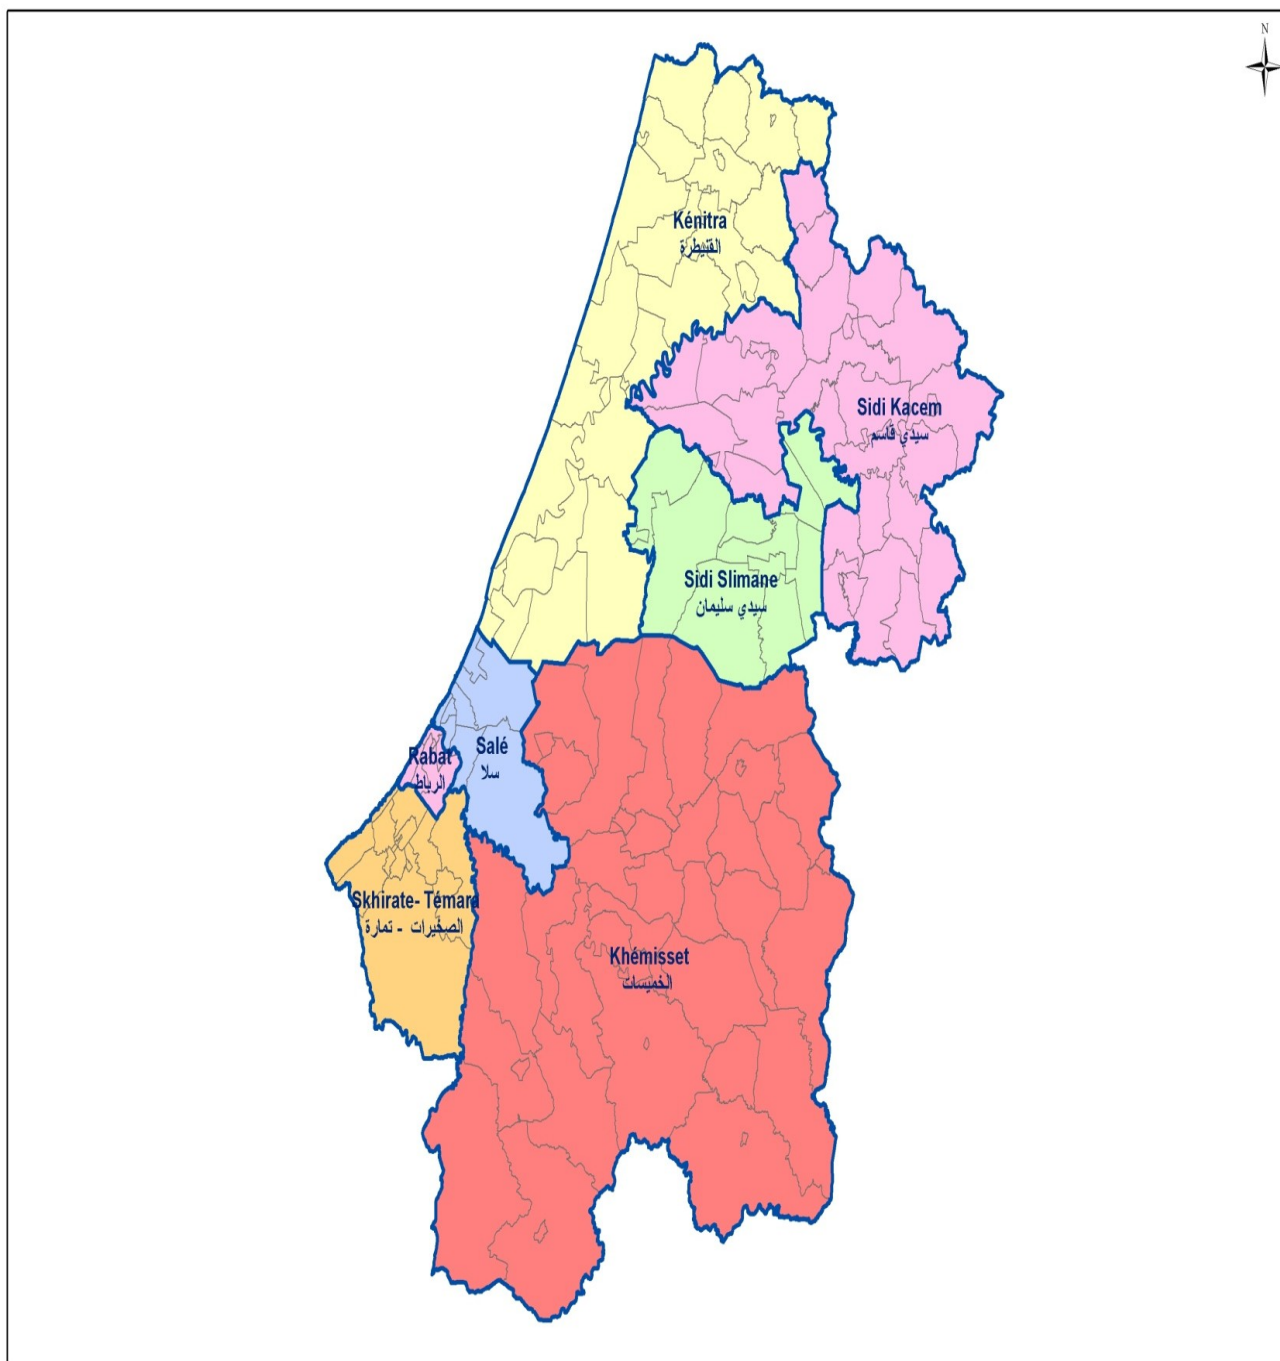 N
Kénitra
القنيطرة
Sidi Kacem
سيدي قاسم
Sidi Slimane
سيدي سليمان
Rabat
الرباط
Salé
سلا
Skhirate- Témara
الصخيرات - تمارة
Khémisset
الخميسات